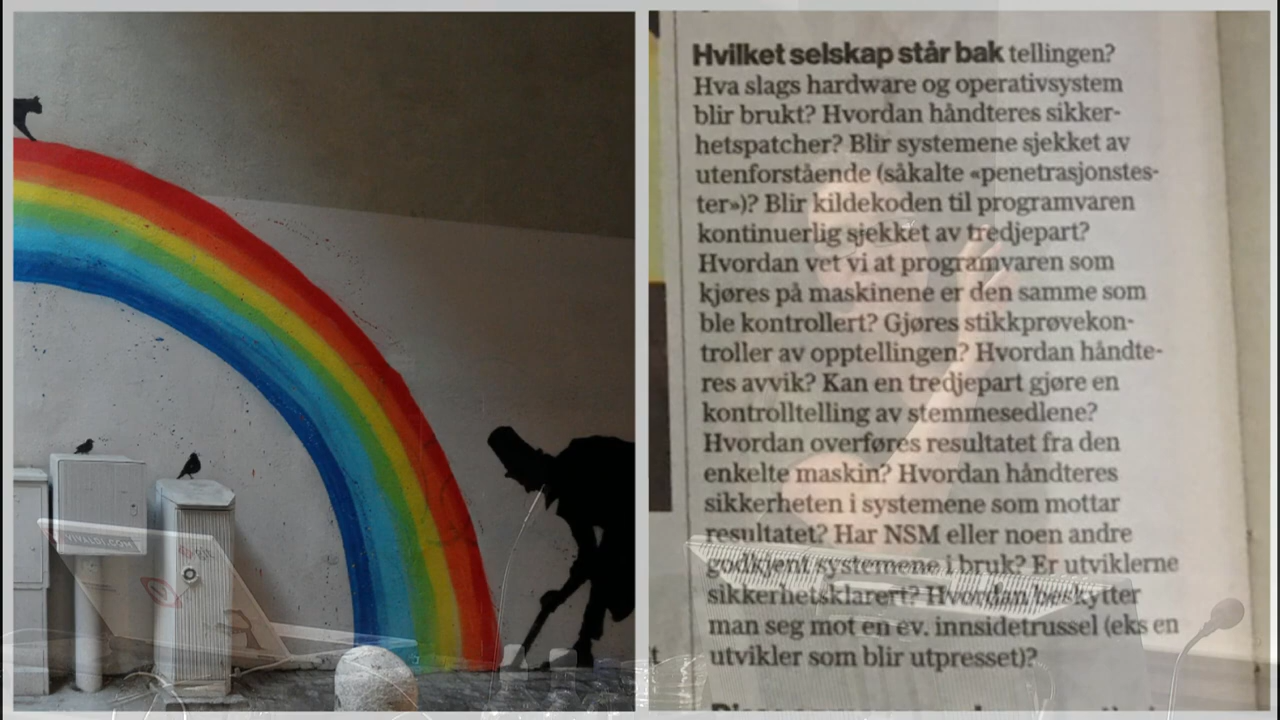 VIVALDI.COM
Hvilket selskap står bak tellingen?
Hva slags hardware og operativsystem
blir brukt? Hvordan håndteres sikker-
hetspatcher? Blir systemene sjekket av
utenforstående (såkalte «penetrasjonstes-
ter»)? Blir kildekoden til programvaren
kontinuerlig sjekket av tredjepart?
Hvordan vet vi at programvaren som
kjøres på maskinene er den samme som
ble kontrollert? Gjøres stikkprøvekon-
troller av opptellingen? Hvordan håndte-
res avvik? Kan en tredjepart gjøre en
kontrolltelling av stemmesedlene?
Hvordan overføres resultatet fra den
enkelte maskin? Hvordan håndteres
sikkerheten i systemene som mottar
resultatet? Har NSM eller noen andre
godkjent systemene i bruk? Er utviklerne
sikkerhetsklarert? Hvordan beskytter
man seg mot en ev. innsidetrussel (eks en
utvikler som blir utpresset)?